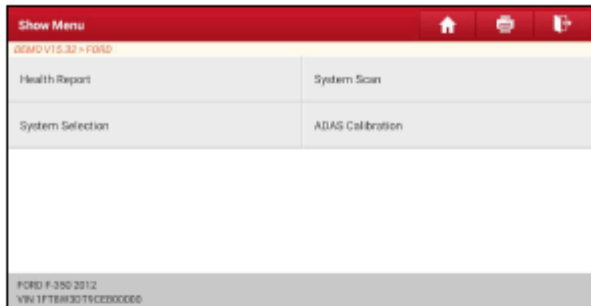 Show Menu
DEMO V15.32 > FORD
Health Report
System Scan
System Selection
ADAS Calibration
FORD F-350 2012
VIN 1FT8W3DT9CEB00000